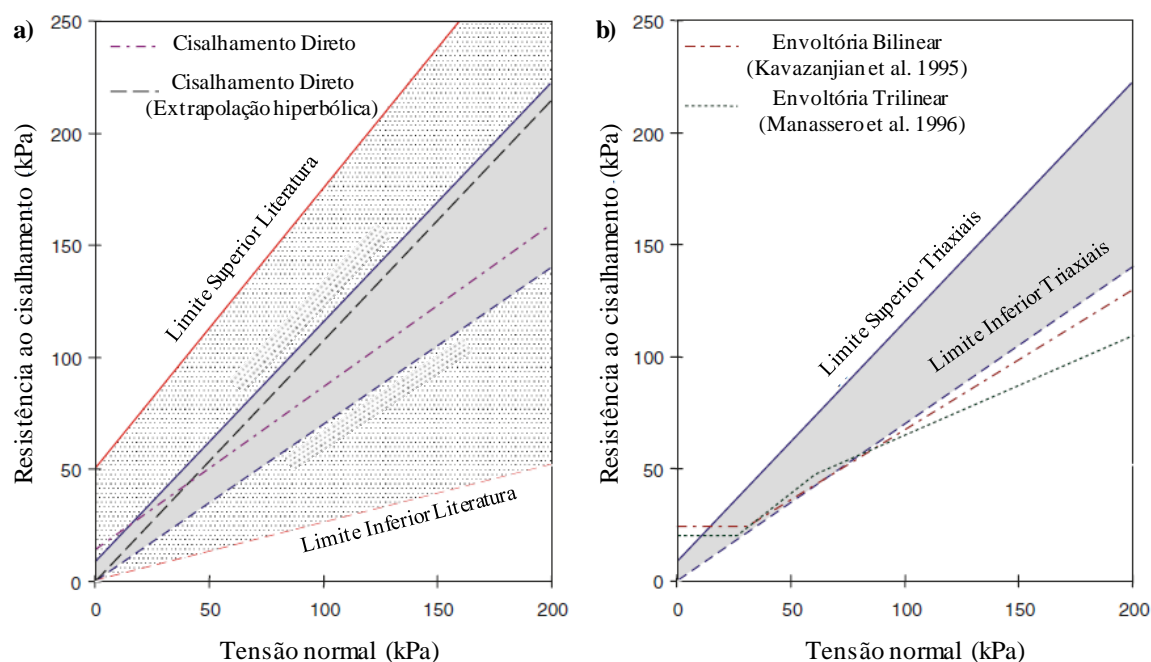 a)
Cisalhamento Direto
Cisalhamento Direto
(Extrapolação hiperbólica)
Limite Superior Literatura
Limite Inferior Literatura
Resistência ao cisalhamento (kPa)
250
200
150
100
50
0
0
50
100
150
200
Tensão normal (kPa)
b)
Envoltória Bilinear
(Kavazanjian et al. 1995)
Envoltória Trilinear
(Manassero et al. 1996)
Limite Superior Triaxiais
Limite Inferior Triaxiais
Resistência ao cisalhamento (kPa)
250
200
150
100
50
0
0
50
100
150
200
Tensão normal (kPa)